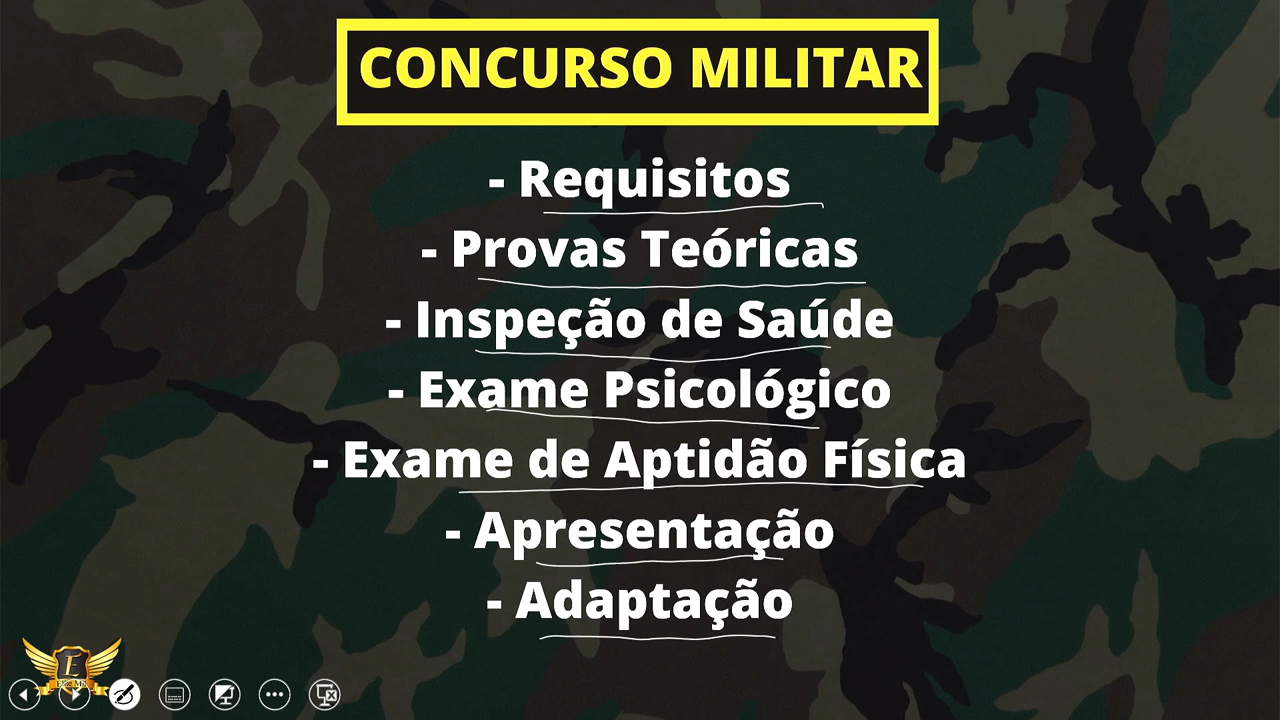 CONCURSO MILITAR
- Requisitos
- Provas Teóricas
- Inspeção de Saúde
- Exame Psicológico
- Exame de Aptidão Física
- Apresentação
- Adaptação
E